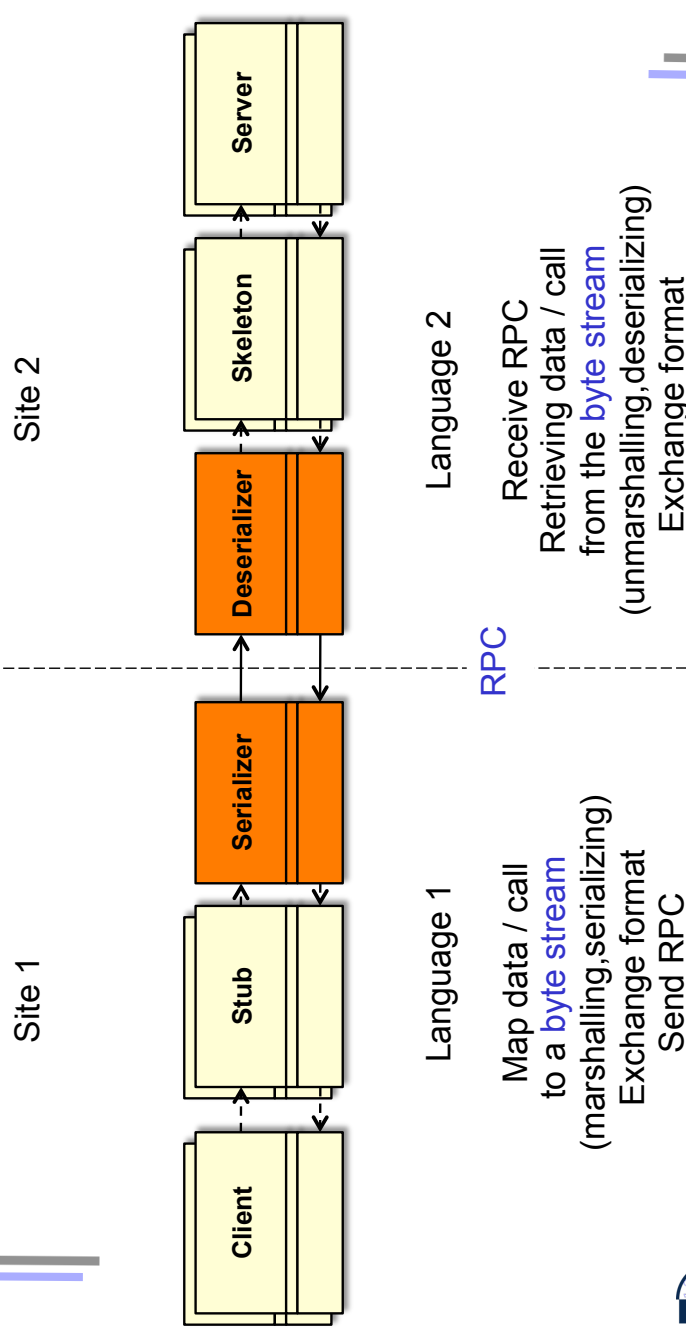 Site 1
Site 2
Client
Stub
Serializer
Deserializer
Skeleton
Server
RPC
Language 1
Language 2
Map data / call
to a byte stream
(marshalling,serializing)
Exchange format
Send RPC
Receive RPC
Retrieving data / call
from the byte stream
(unmarshalling,deserializing)
Exchange format